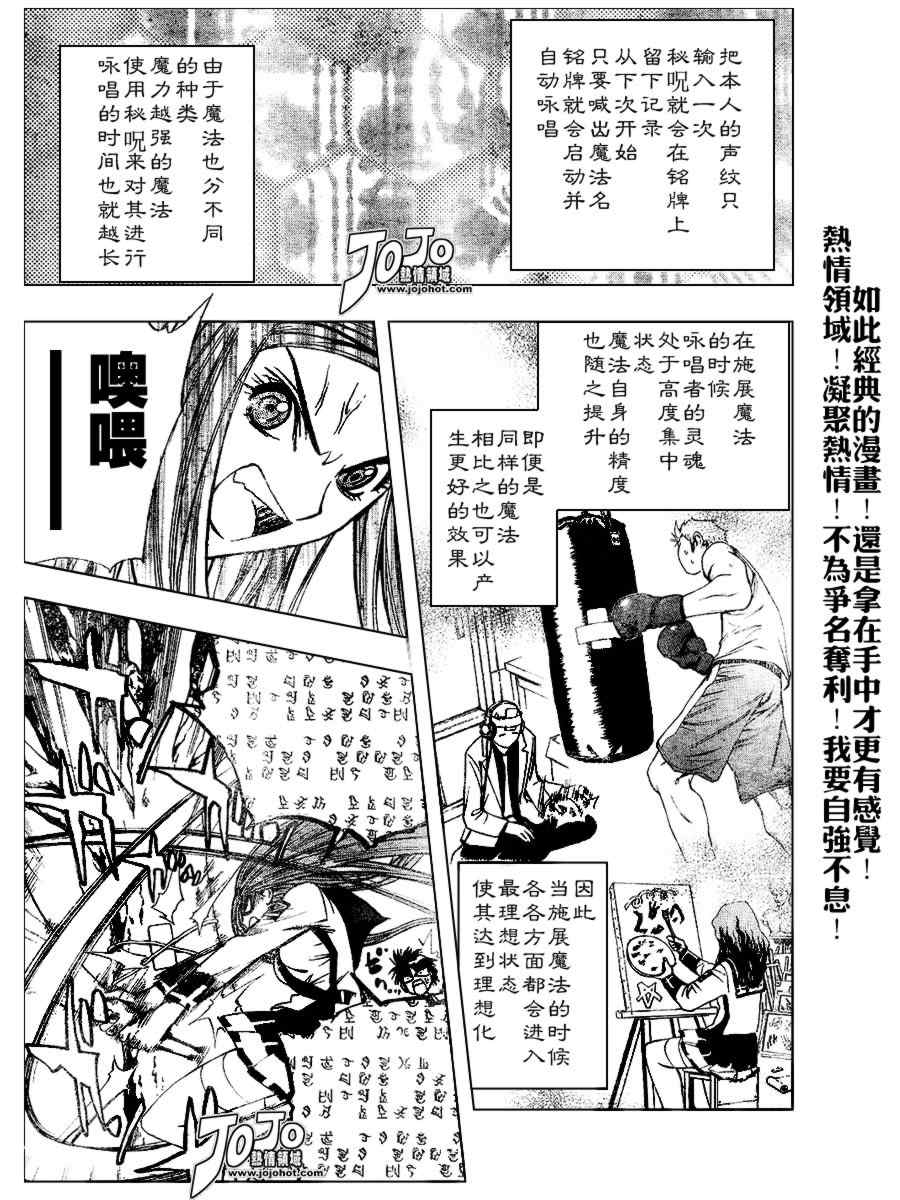 把本人的声纹只
输入一次
秘呪就会在铭牌上
留下记录
从下次开始
只要喊出魔法名
铭牌就会启动并
自动咏唱
由于魔法也分不同
的种类
魔力越强的魔法
使用秘呪来对其进行
咏唱的时间也就越长
JOJO
熱情領域
www.jojohot.com
在施展魔法
的时候
咏唱者的灵魂
处于高度集中
状态
魔法自身的精度
也随之提升
即便是
同样的魔法
相比之也可以产
生更好的效果
噢喂
因此
当施展魔法的时候
各各方面都会进入
最理想状态
使其达到理想化
JOJO
熱情領域
www.jojohot.com
如此經典的漫畫！還是拿在手中才更有感覺！
熱情領域！凝聚熱情！不為爭名奪利！我要自強不息！